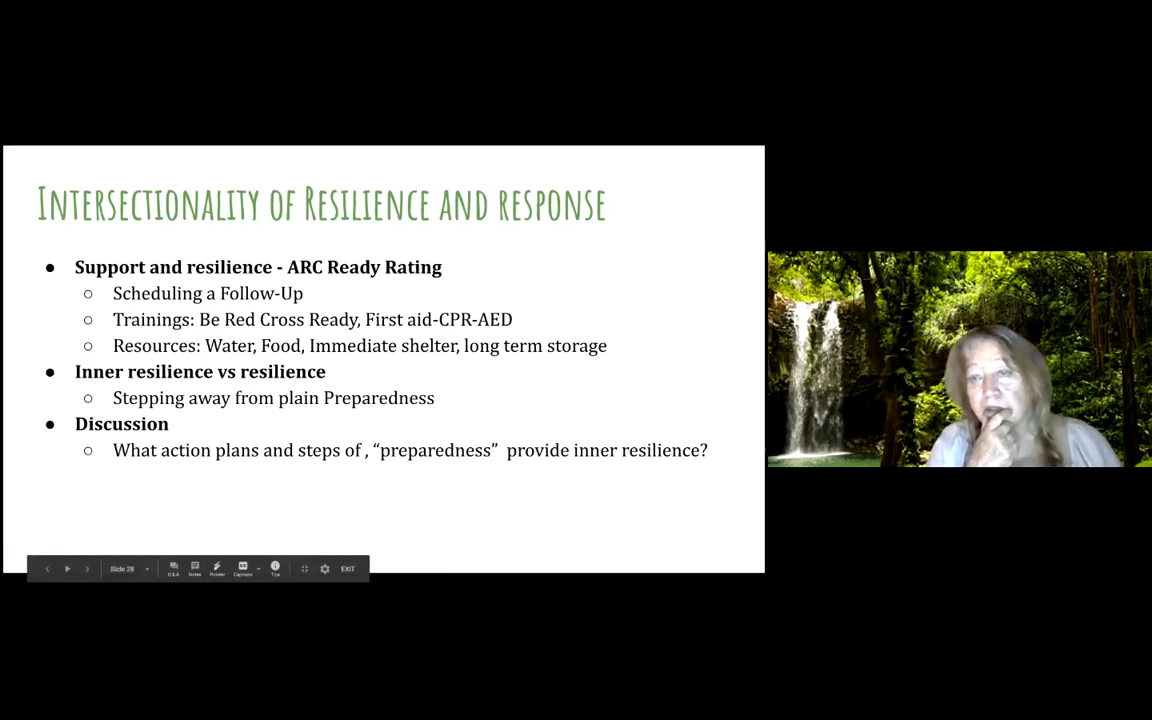 Intersectionality of Resilience and response
● Support and resilience - ARC Ready Rating
○ Scheduling a Follow-Up
○ Trainings: Be Red Cross Ready, First aid-CPR-AED
○ Resources: Water, Food, Immediate shelter, long term storage
● Inner resilience vs resilience
○ Stepping away from plain Preparedness
● Discussion
○ What action plans and steps of , “preparedness”  provide inner resilience?
Slide 28
Q&A Notes Pointer Captions Tips EXIT